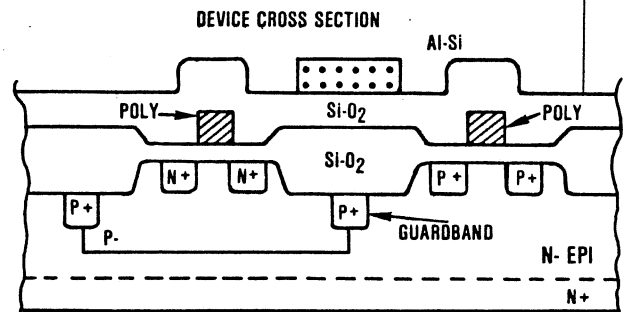 DEVICE CROSS SECTION
Al-Si
POLY
Si-O₂
POLY
Si-O₂
N+
N+
P+
P+
P+
P+
P-
GUARDBAND
N- EPI
N+